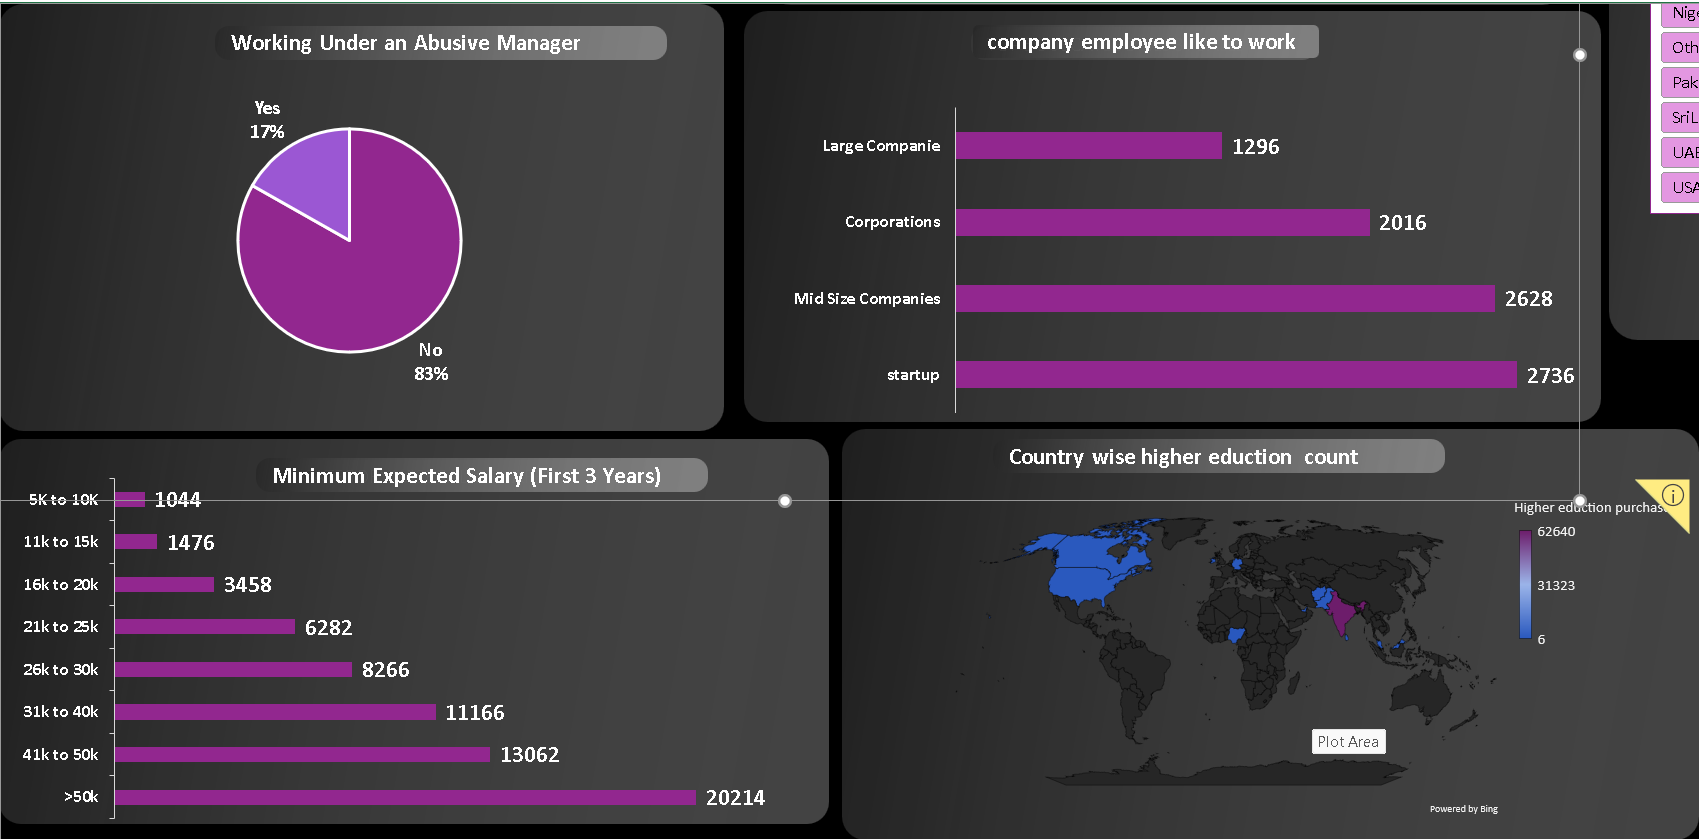 Working Under an Abusive Manager
Yes
17%
No
83%
company employee like to work
Large Companie
1296
Corporations
2016
Mid Size Companies
2628
startup
2736
Nige
Oth
Pak
SriL
UAE
USA
Minimum Expected Salary (First 3 Years)
5K to 10K
1044
11k to 15k
1476
16k to 20k
3458
21k to 25k
6282
26k to 30k
8266
31k to 40k
11166
41k to 50k
13062
>50k
20214
Country wise higher eduction count
Higher eduction purchas
62640
31323
6
Plot Area
Powered by Bing